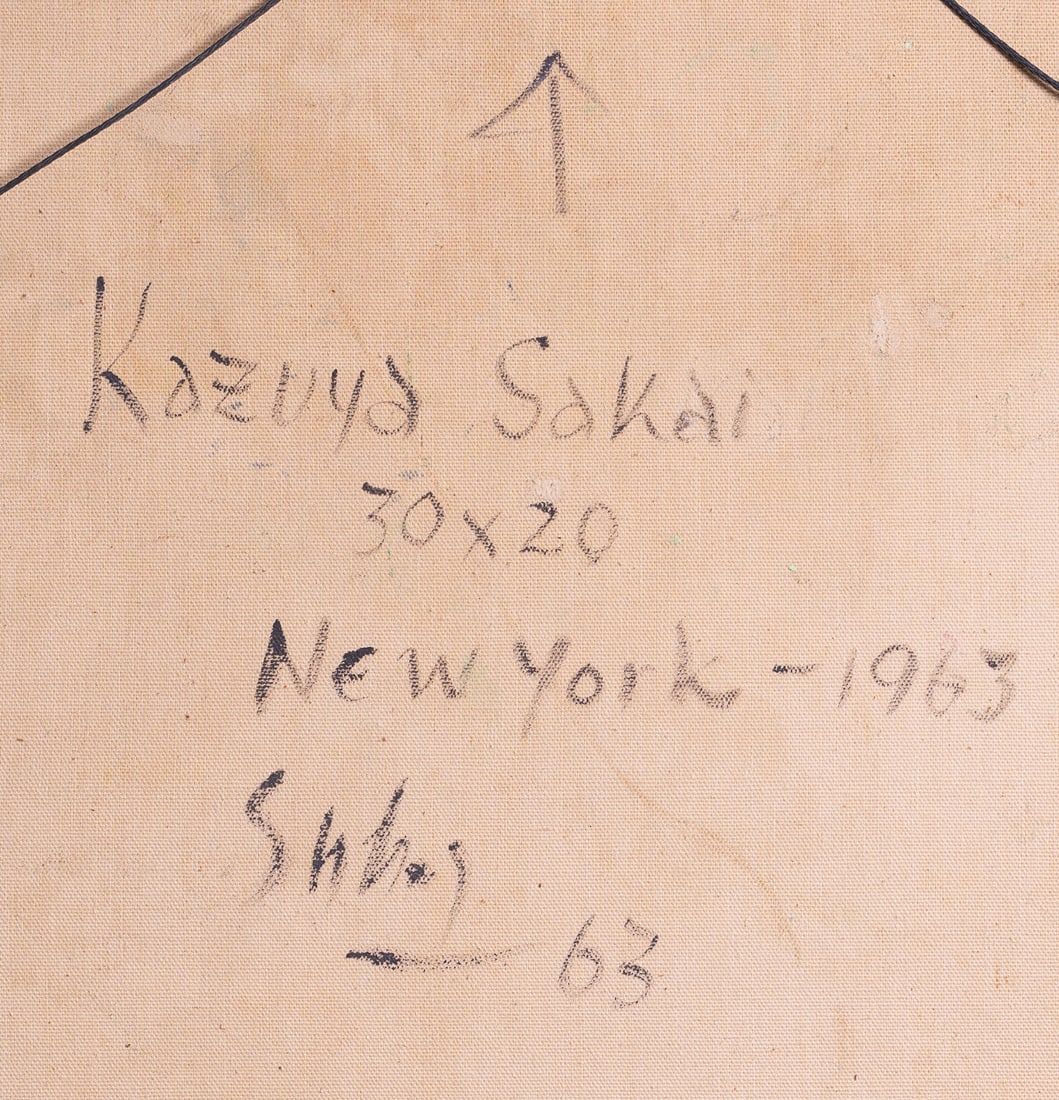 Kazuya Sakai
30x20
New York - 1963
63